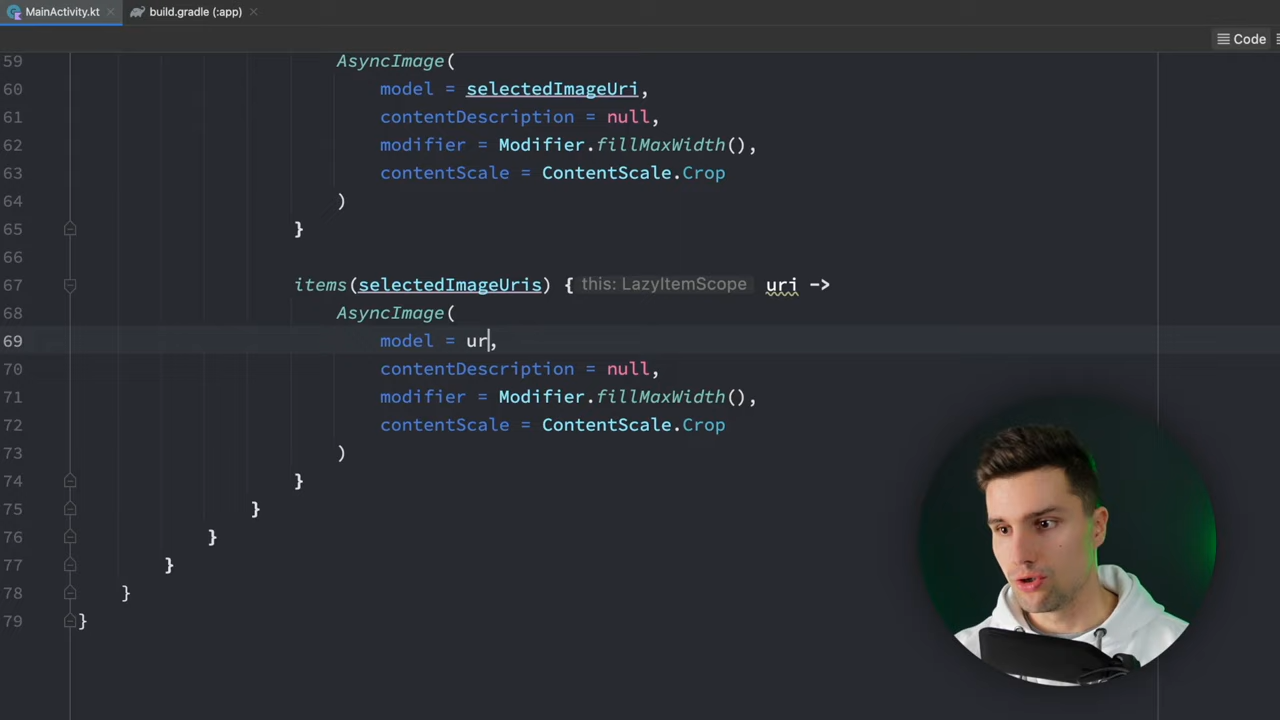 MainActivity.kt
build.gradle (:app)
Code
59 AsyncImage(
60 model = selectedImageUri,
61 contentDescription = null,
62 modifier = Modifier.fillMaxWidth(),
63 contentScale = ContentScale.Crop
64 )
65 }
66
67 items(selectedImageUris) { this: LazyItemScope uri ->
68 AsyncImage(
69 model = ur,
70 contentDescription = null,
71 modifier = Modifier.fillMaxWidth(),
72 contentScale = ContentScale.Crop
73 )
74 }
75 }
76 }
77 }
78 }
79 }